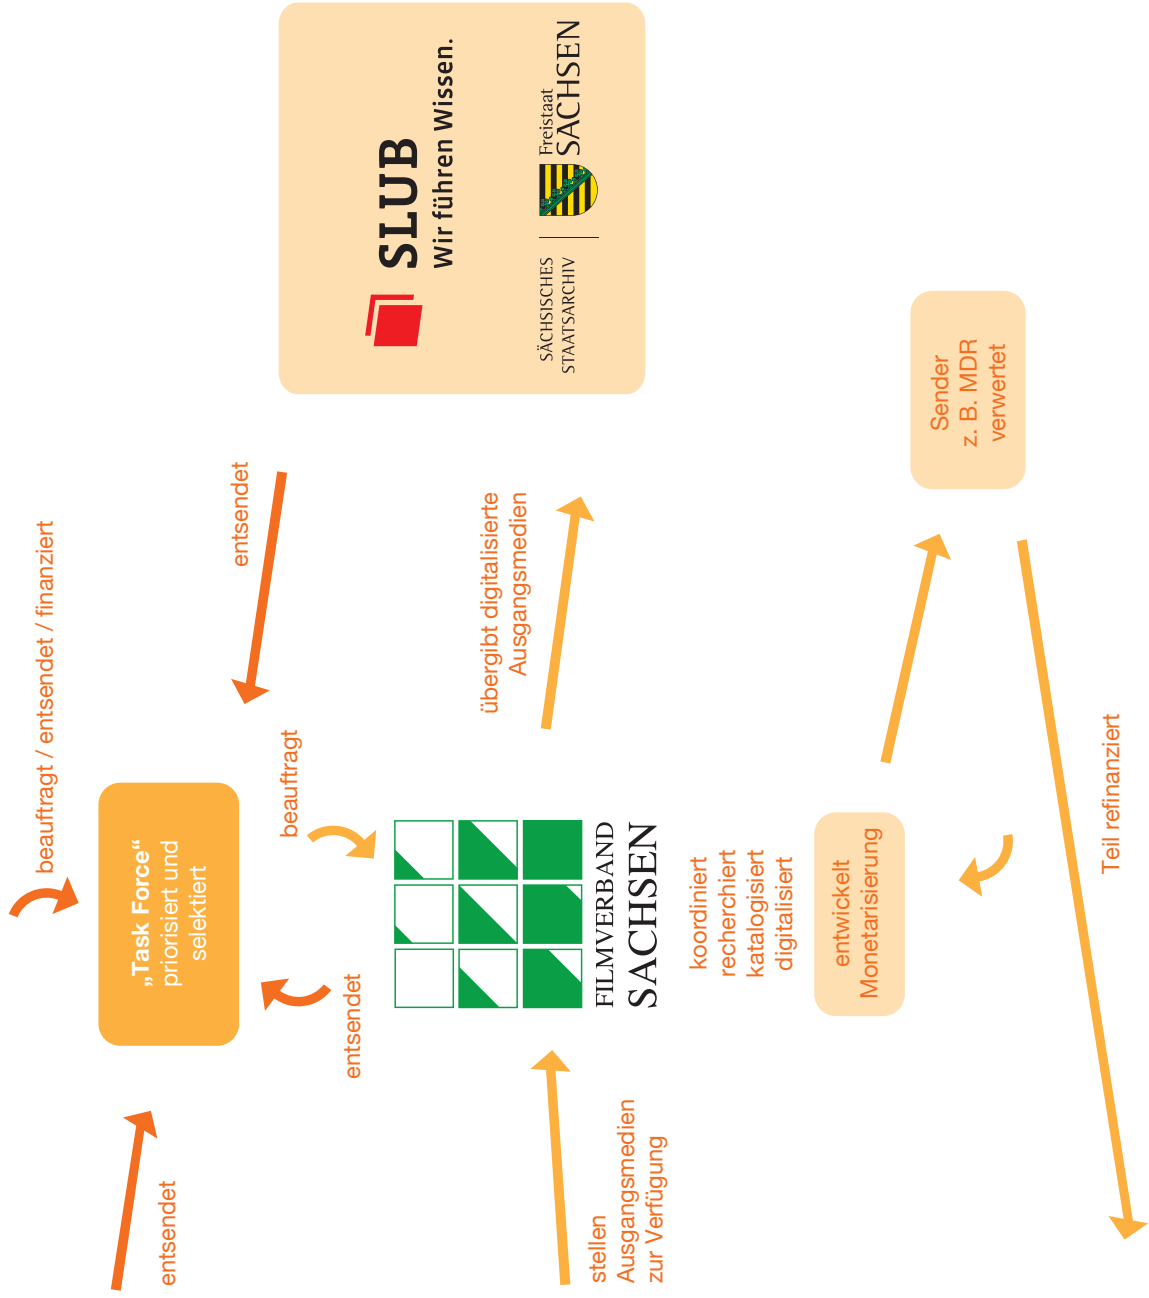 beauftragt / entsendet / finanziert
„Task Force“
priorisiert und
selektiert
entsendet
entsendet
entsendet
beauftragt
SLUB
Wir führen Wissen.
SÄCHSISCHES
STAATSARCHIV
Freistaat
SACHSEN
FILMVERBAND
SACHSEN
übergibt digitalisierte
Ausgangsmedien
stellen
Ausgangsmedien
zur Verfügung
koordiniert
recherchiert
katalogisiert
digitalisiert
entwickelt
Monetarisierung
Sender
z. B. MDR
verwertet
Teil refinanziert